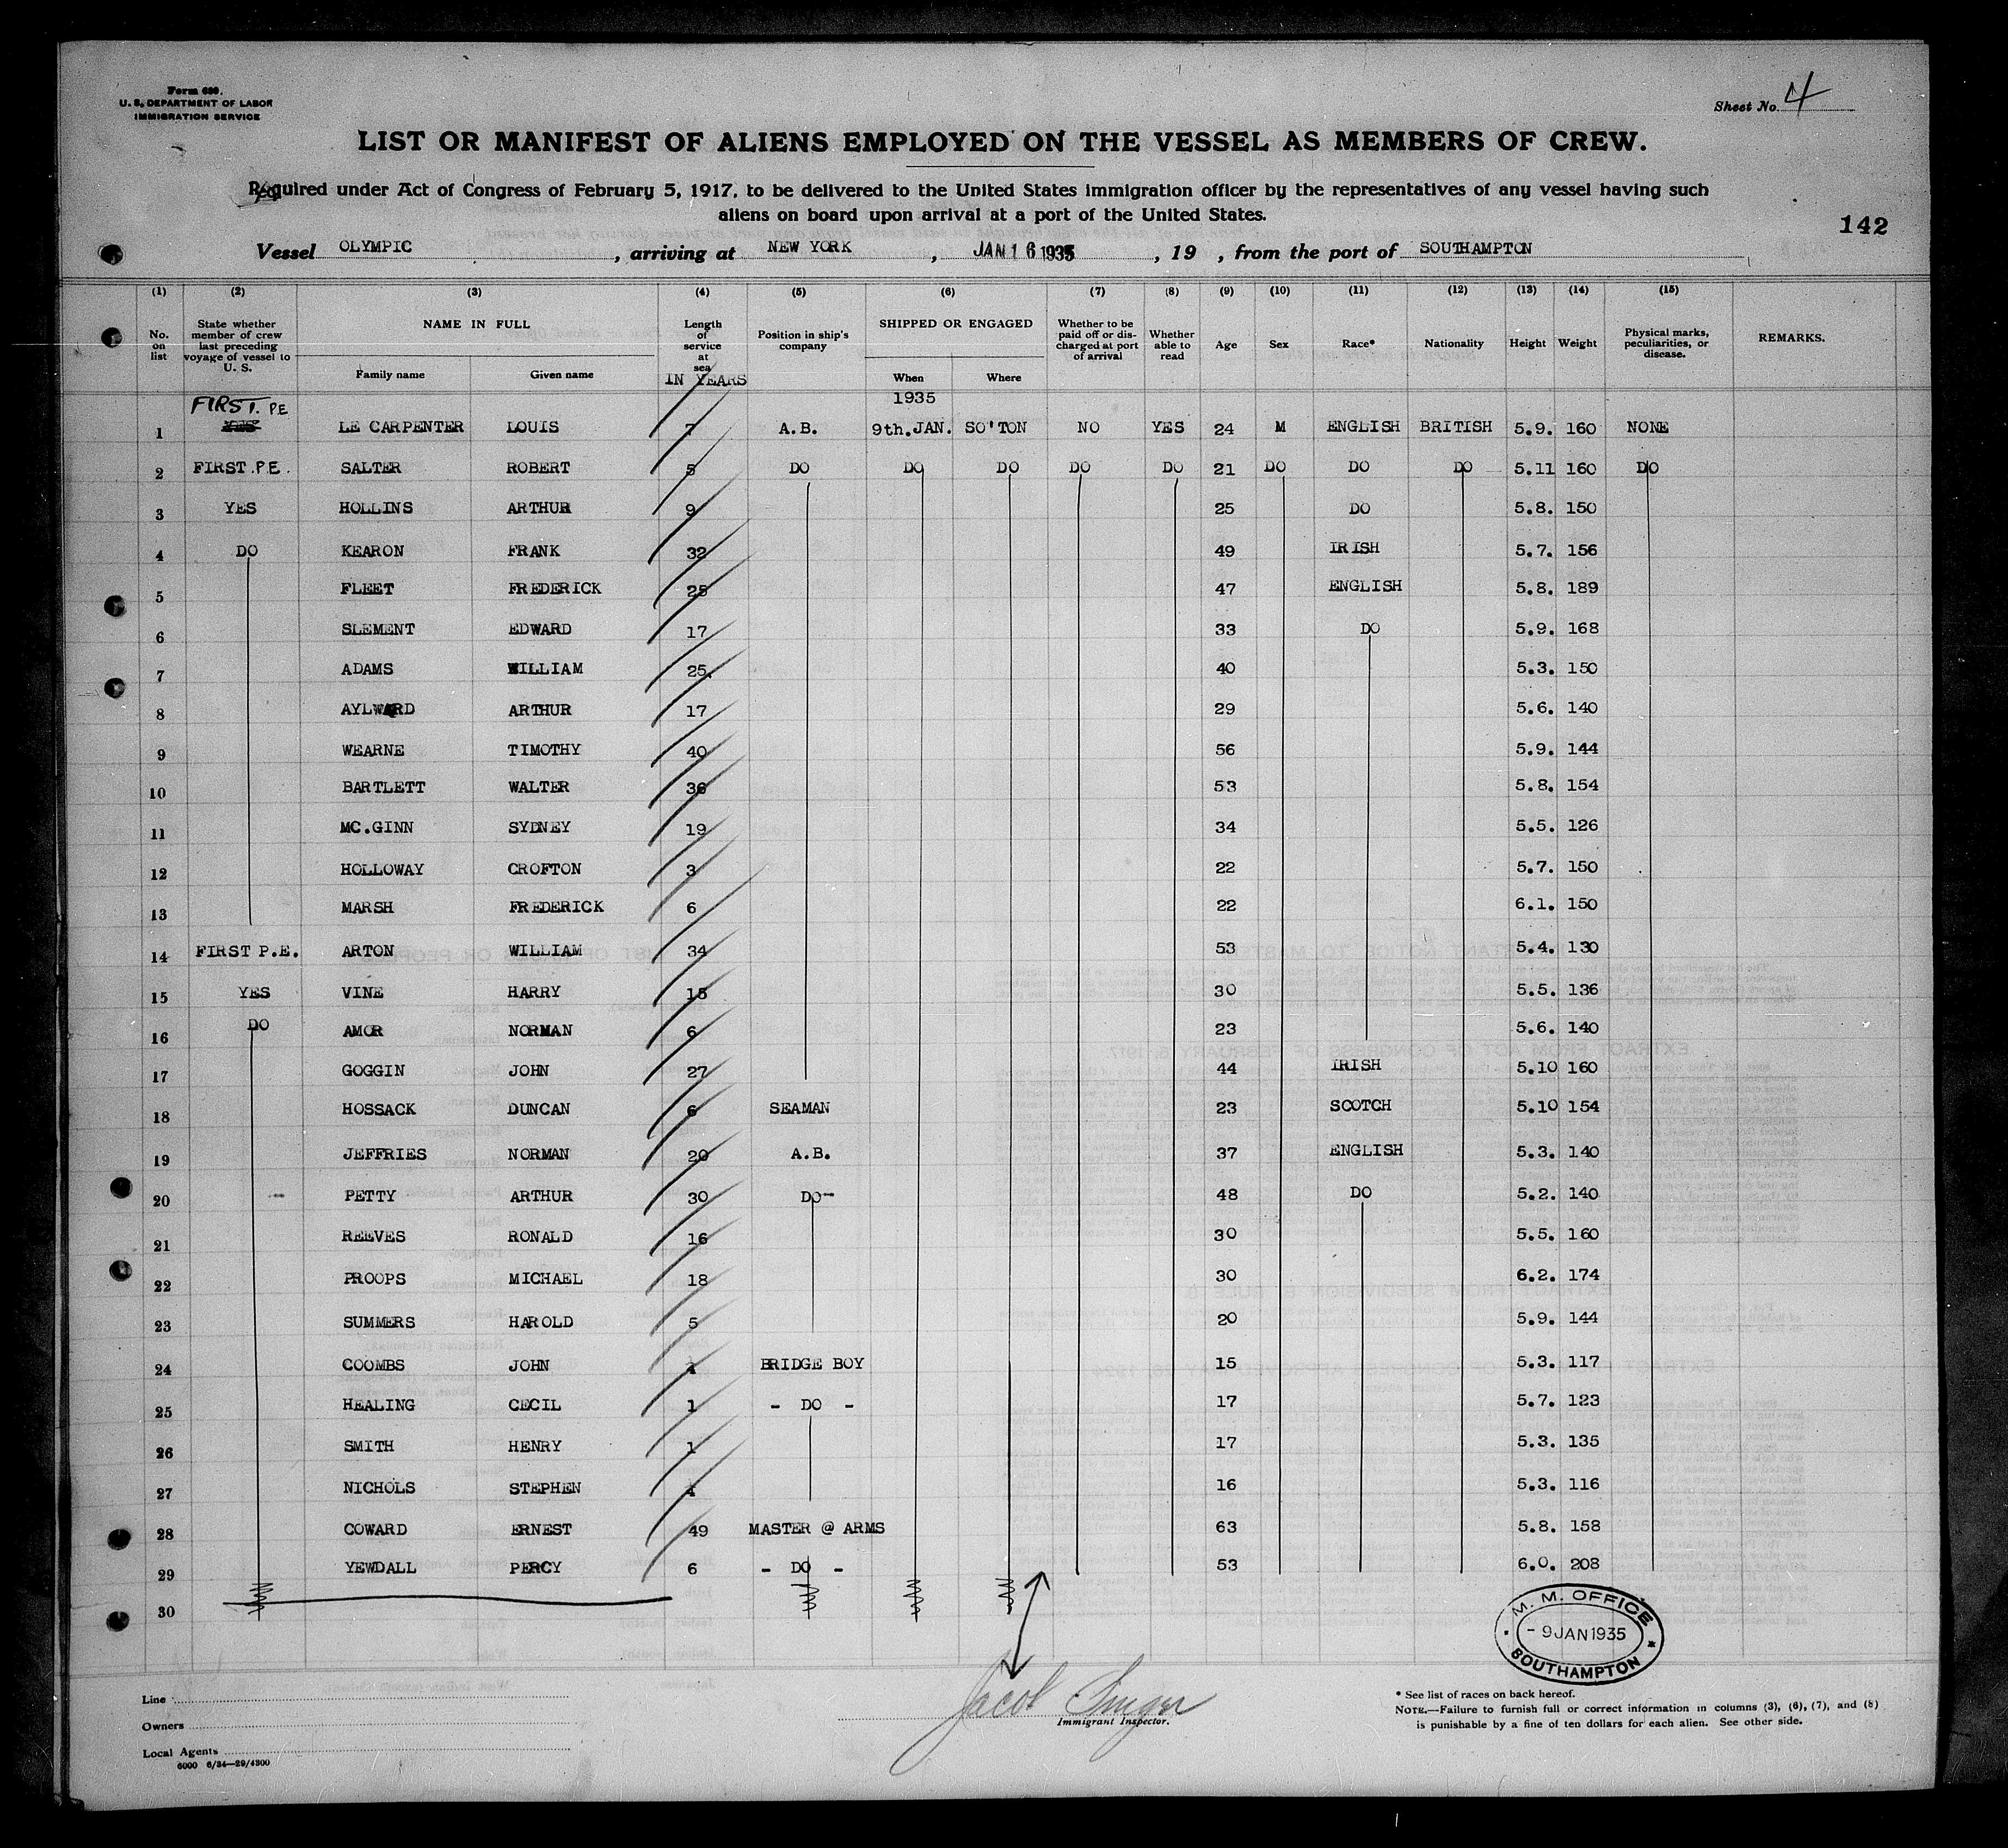 Form 680.
U. S. DEPARTMENT OF LABOR
IMMIGRATION SERVICE
Sheet No. 4
LIST OR MANIFEST OF ALIENS EMPLOYED ON THE VESSEL AS MEMBERS OF CREW.
Required under Act of Congress of February 5, 1917, to be delivered to the United States immigration officer by the representatives of any vessel having such
aliens on board upon arrival at a port of the United States.
142
Vessel OLYMPIC, arriving at NEW YORK, JAN 16 1935, 19 , from the port of SOUTHAMPTON
(1) (2) (3) (4) (5) (6) (7) (8) (9) (10) (11) (12) (13) (14) (15)
No. on list State whether member of crew last preceding voyage of vessel to U. S. NAME IN FULL Family name Given name Length of service at sea IN YEARS Position in ship's company SHIPPED OR ENGAGED When Where Whether to be paid off or discharged at port of arrival Whether able to read Age Sex Race* Nationality Height Weight Physical marks, peculiarities, or disease. REMARKS.
1935
FIRST. P.E
1 YES LE CARPENTER LOUIS 7 A.B. 9th.JAN. SO'TON NO YES 24 M ENGLISH BRITISH 5.9. 160 NONE
2 FIRST.P.E. SALTER ROBERT 5 DO DO DO DO DO 21 DO DO DO 5.11 160 DO
3 YES HOLLINS ARTHUR 9 25 DO 5.8. 150
4 DO KEARON FRANK 32 49 IRISH 5.7. 156
5 FLEET FREDERICK 25 47 ENGLISH 5.8. 189
6 SLEMENT EDWARD 17 33 DO 5.9. 168
7 ADAMS WILLIAM 25. 40 5.3. 150
8 AYLWARD ARTHUR 17 29 5.6. 140
9 WEARNE TIMOTHY 40 56 5.9. 144
10 BARTLETT WALTER 36 53 5.8. 154
11 MC.GINN SYDNEY 19 34 5.5. 126
12 HOLLOWAY CROFTON 3 22 5.7. 150
13 MARSH FREDERICK 6 22 6.1. 150
14 FIRST P.E. ARTON WILLIAM 34 53 5.4. 130
15 YES VINE HARRY 15 30 5.5. 136
16 DO AMOR NORMAN 6 23 5.6. 140
17 GOGGIN JOHN 27 44 IRISH 5.10 160
18 HOSSACK DUNCAN 6 SEAMAN 23 SCOTCH 5.10 154
19 JEFFRIES NORMAN 20 A.B. 37 ENGLISH 5.3. 140
20 PETTY ARTHUR 30 DO- 48 DO 5.2. 140
21 REEVES RONALD 16 30 5.5. 160
22 PROOPS MICHAEL 18 30 6.2. 174
23 SUMMERS HAROLD 5 20 5.9. 144
24 COOMBS JOHN BRIDGE BOY 15 5.3. 117
25 HEALING CECIL 1 - DO - 17 5.7. 123
26 SMITH HENRY 1 17 5.3. 135
27 NICHOLS STEPHEN 16 5.3. 116
28 COWARD ERNEST 49 MASTER @ ARMS 63 5.8. 158
29 YEWDALL PERCY 6 - DO - 53 6.0. 208
30
M. M. OFFICE
- 9 JAN 1935
SOUTHAMPTON
Line
Owners
Local Agents
6000 6/34—29/4300
Jacob
Immigrant Inspector.
* See list of races on back hereof.
NOTE.—Failure to furnish full or correct information in columns (3), (6), (7), and (8)
is punishable by a fine of ten dollars for each alien. See other side.